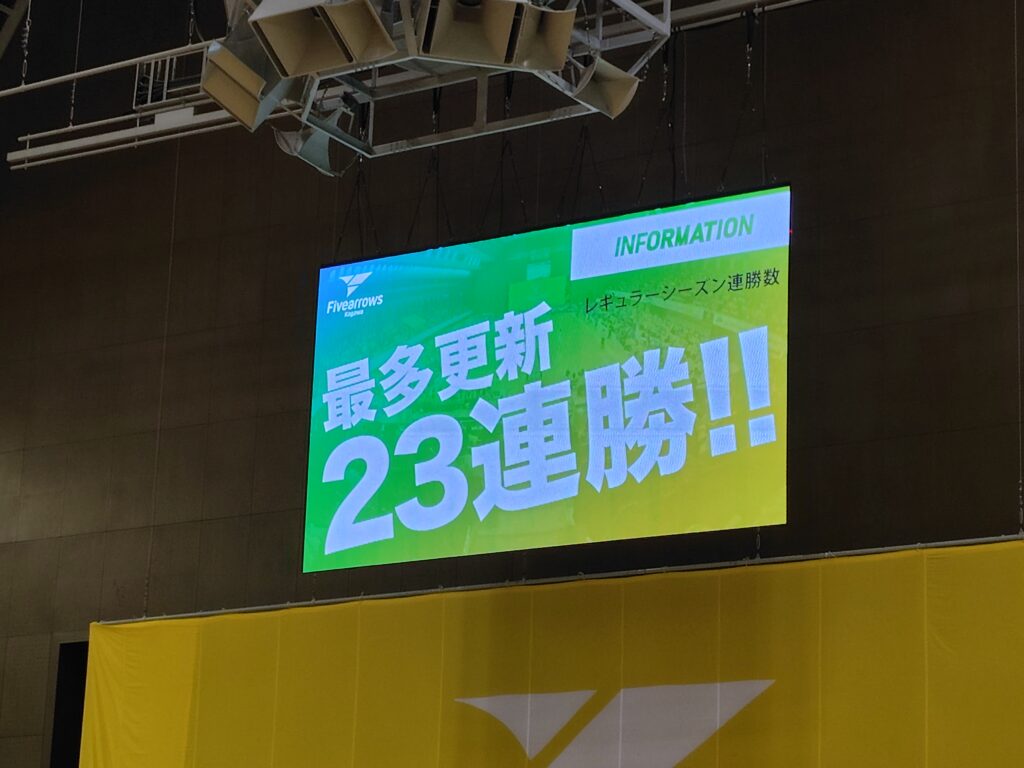 INFORMATION
Fivearrows
Kagawa
レギュラーシーズン連勝数
最多更新
23連勝!!